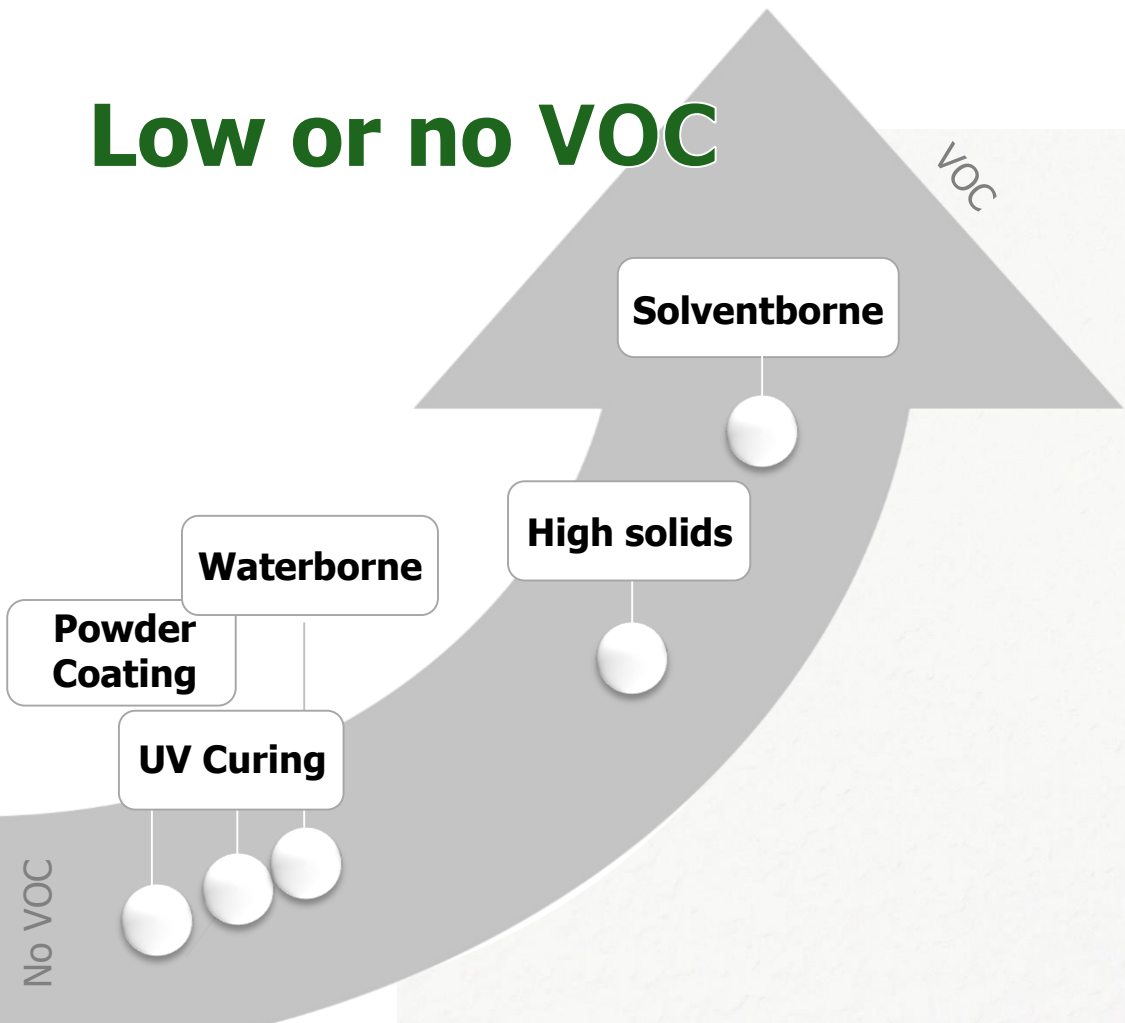 Low or no VOC
VOC
Solventborne
High solids
Waterborne
Powder
Coating
UV Curing
No VOC